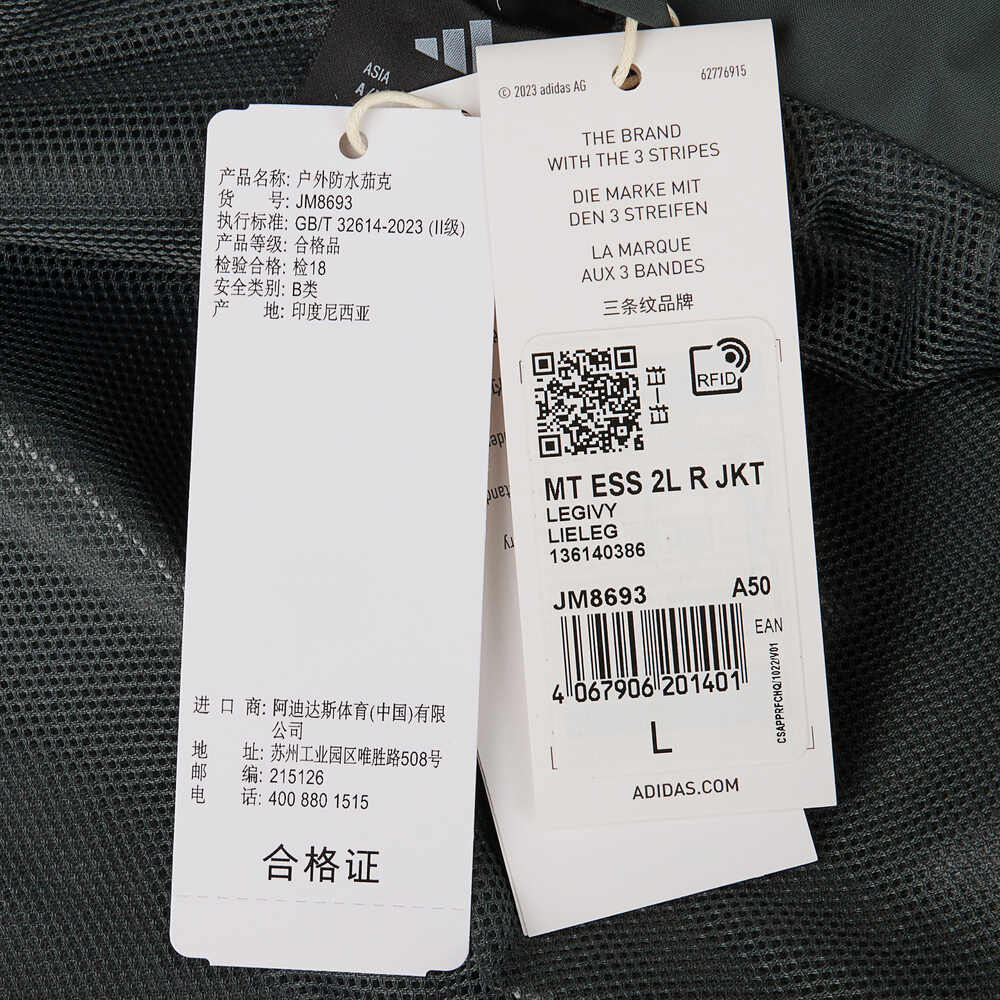 ASIA
产品名称: 户外防水茄克
货 号: JM8693
执行标准: GB/T 32614-2023 (II级)
产品等级: 合格品
检验合格: 检18
安全类别: B类
产 地: 印度尼西亚
进 口 商: 阿迪达斯体育(中国)有限
公司
地 址: 苏州工业园区唯胜路508号
邮 编: 215126
电 话: 400 880 1515
合格证
© 2023 adidas AG
62776915
THE BRAND
WITH THE 3 STRIPES
DIE MARKE MIT
DEN 3 STREIFEN
LA MARQUE
AUX 3 BANDES
三条纹品牌
RFID
MT ESS 2L R JKT
LEGIVY
LIELEG
136140386
JM8693 A50
EAN
4 067906 201401
CSAPPRFCHQ/1022/V01
L
ADIDAS.COM